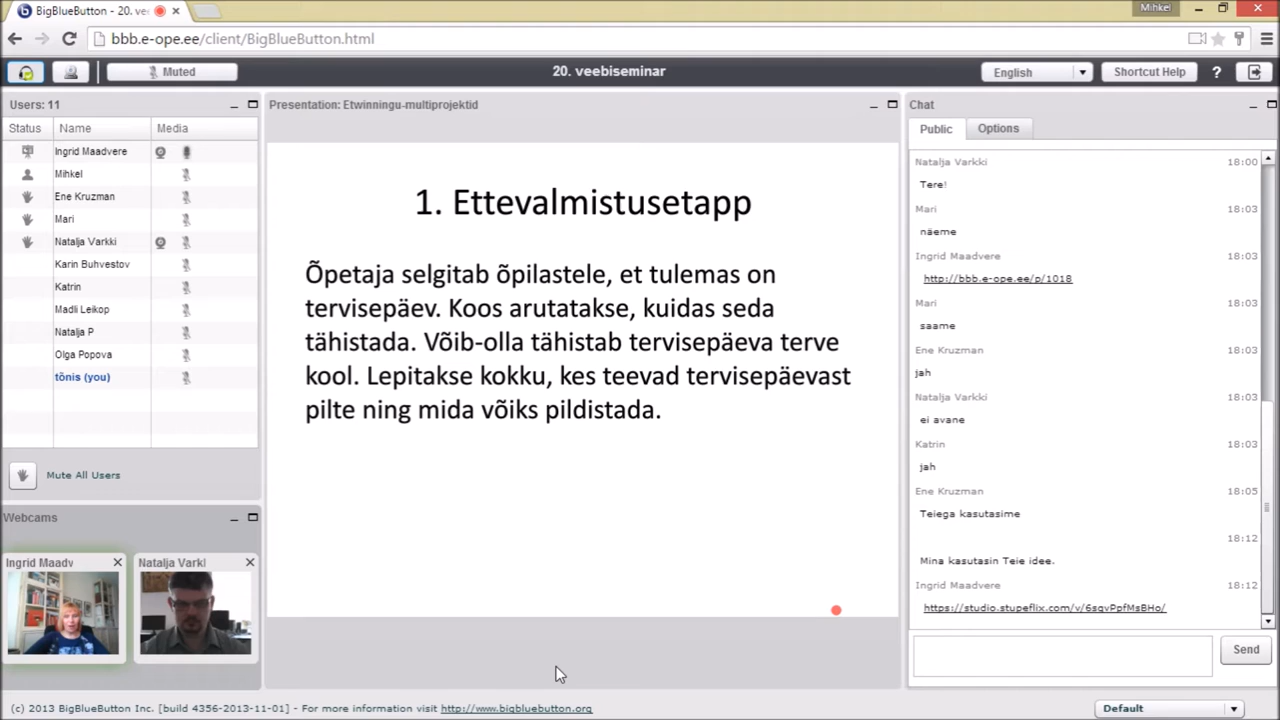 BigBlueButton - 20. vee
Mihkel
bbb.e-ope.ee/client/BigBlueButton.html
Muted
20. veebiseminar
English
Shortcut Help
?
Users: 11
Status Name Media
Ingrid Maadvere
Mihkel
Ene Kruzman
Mari
Natalja Varkki
Karin Buhvestov
Katrin
Madli Leikop
Natalja P
Olga Popova
tõnis (you)
Mute All Users
Webcams
Ingrid Maadv
Natalja Varki
Presentation: Etwinningu-multiprojektid
1. Ettevalmistusetapp
Õpetaja selgitab õpilastele, et tulemas on
tervisepäev. Koos arutatakse, kuidas seda
tähistada. Võib-olla tähistab tervisepäeva terve
kool. Lepitakse kokku, kes teevad tervisepäevast
pilte ning mida võiks pildistada.
Chat
Public Options
Natalja Varkki 18:00
Tere!
Mari 18:03
näeme
Ingrid Maadvere 18:03
http://bbb.e-ope.ee/p/1018
Mari 18:03
saame
Ene Kruzman 18:03
jah
Natalja Varkki 18:03
ei avane
Katrin 18:03
jah
Ene Kruzman 18:05
Teiega kasutasime
18:12
Mina kasutasin Teie idee.
Ingrid Maadvere 18:12
https://studio.stupeflix.com/v/6sqvPpfMsBHo/
Send
(c) 2013 BigBlueButton Inc. [build 4356-2013-11-01] - For more information visit http://www.bigbluebutton.org
Default